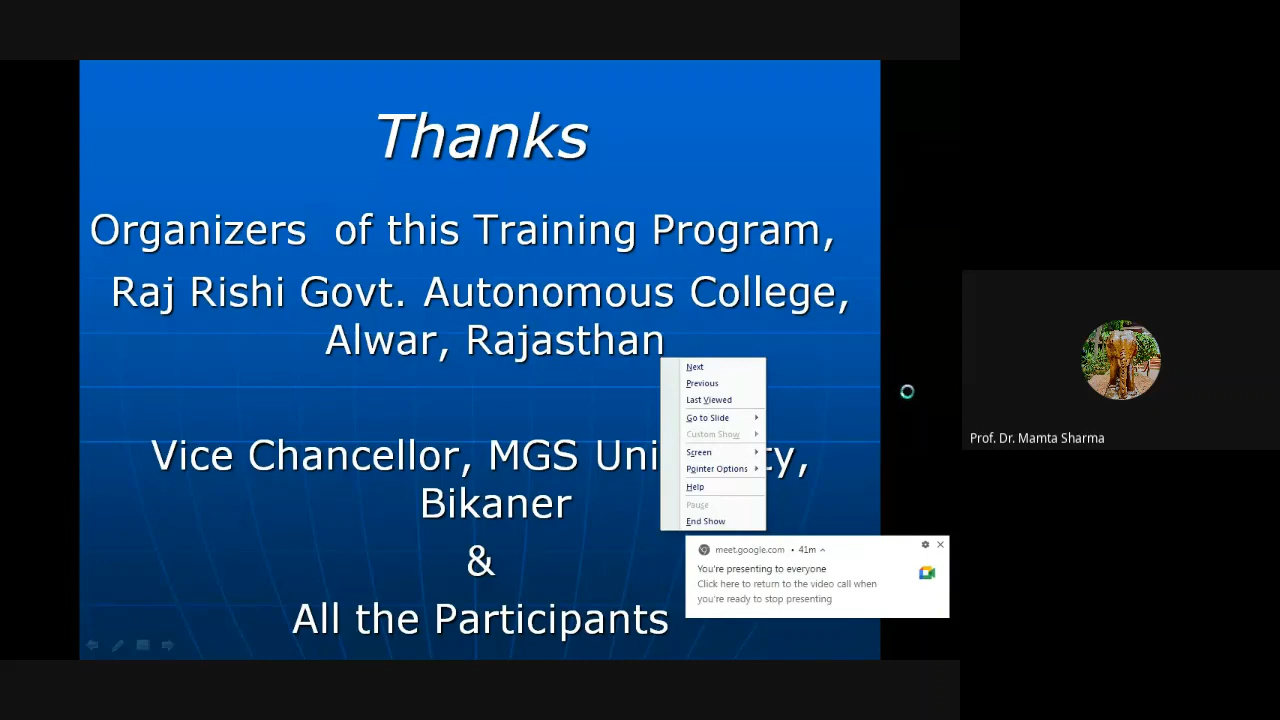 Thanks
Organizers of this Training Program,
Raj Rishi Govt. Autonomous College,
Alwar, Rajasthan
Vice Chancellor, MGS Uni ty,
Bikaner
&
All the Participants
Next
Previous
Last Viewed
Go to Slide
Custom Show
Screen
Pointer Options
Help
Pause
End Show
meet.google.com • 41m
You're presenting to everyone
Click here to return to the video call when
you're ready to stop presenting
Prof. Dr. Mamta Sharma